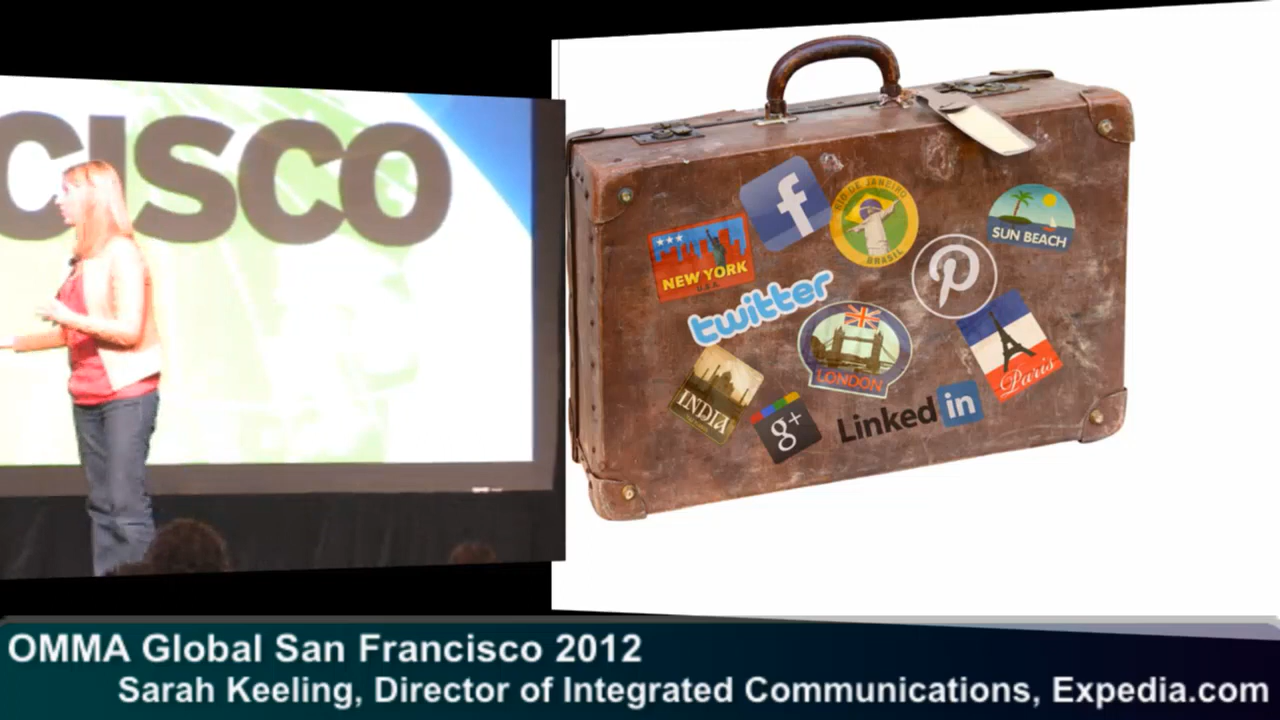 CISCO
f
RIO DE JANEIRO
BRASIL
SUN BEACH
NEW YORK
U.S.A.
twitter
P
LONDON
Paris
INDIA
g+
Linked in
OMMA Global San Francisco 2012
Sarah Keeling, Director of Integrated Communications, Expedia.com